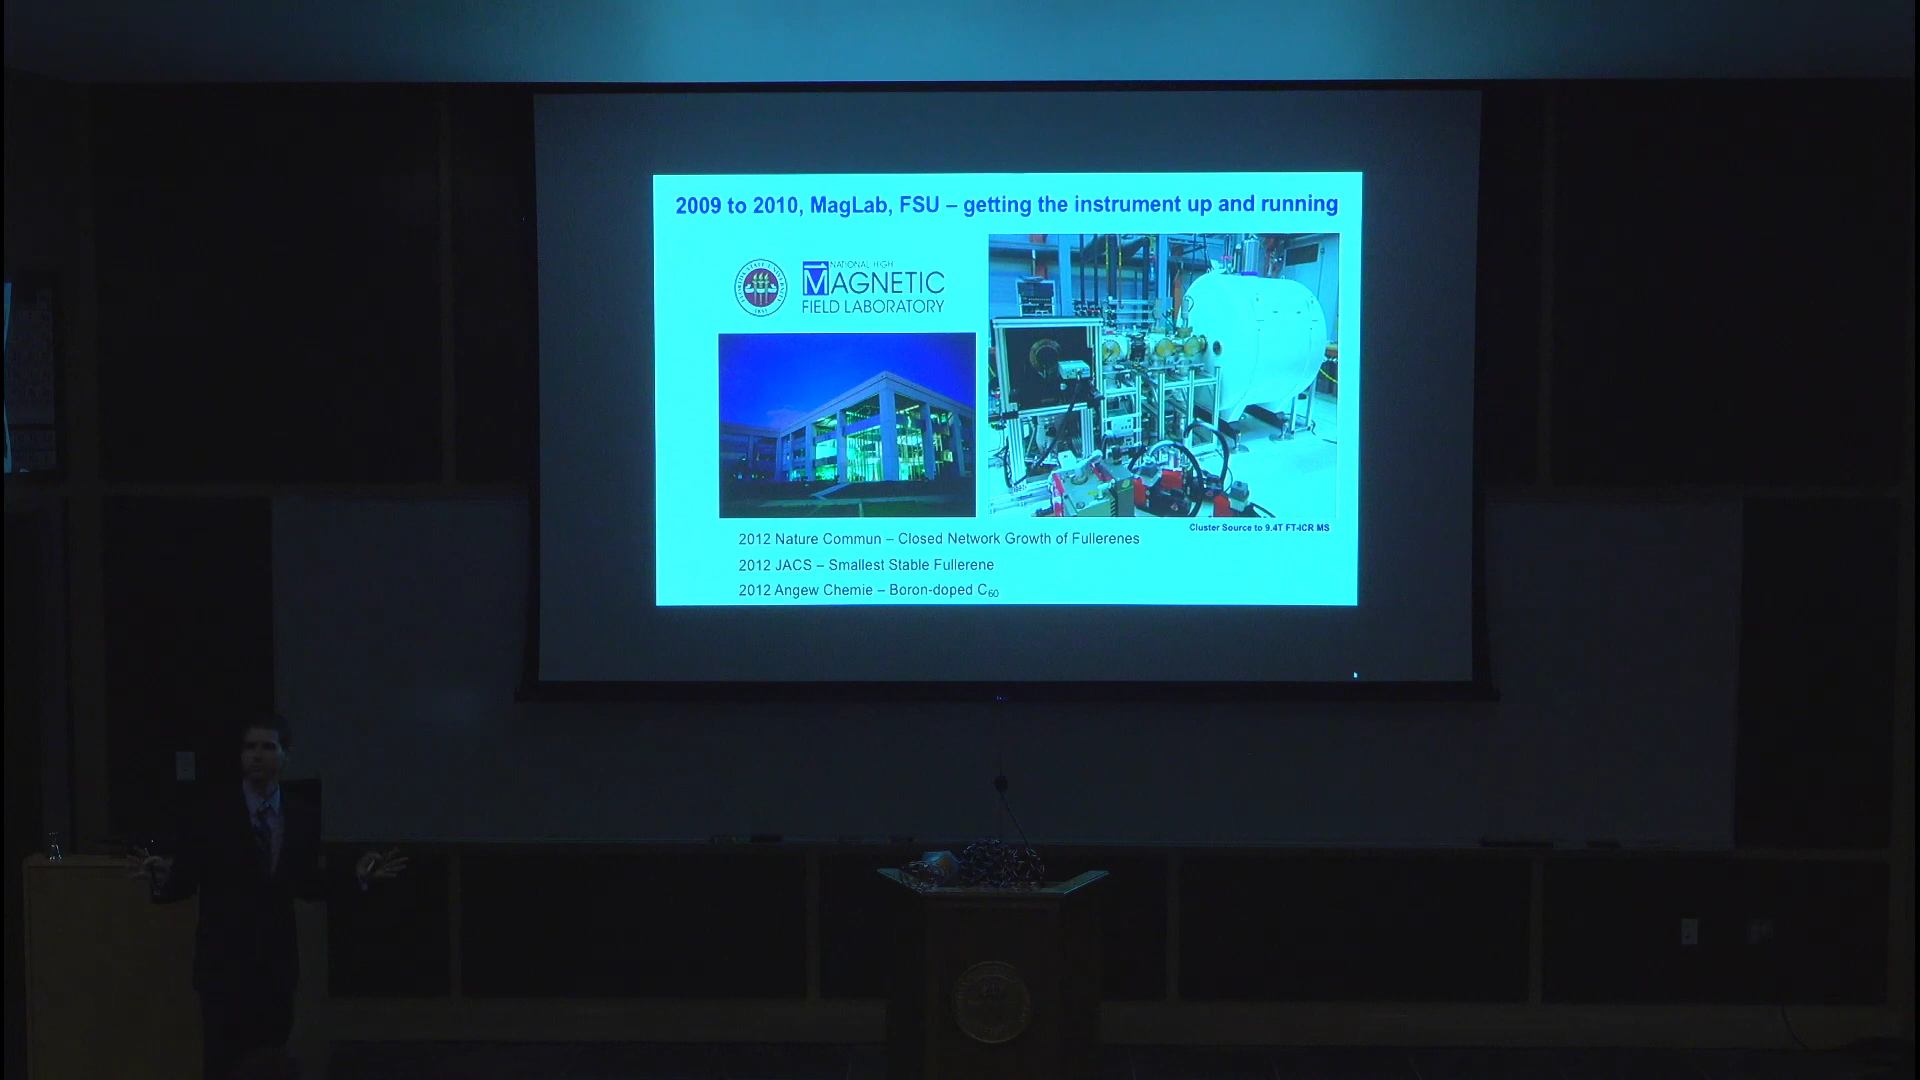 2009 to 2010, MagLab, FSU – getting the instrument up and running
NATIONAL HIGH
MAGNETIC
FIELD LABORATORY
Cluster Source to 9.4T FT-ICR MS
2012 Nature Commun – Closed Network Growth of Fullerenes
2012 JACS – Smallest Stable Fullerene
2012 Angew Chemie – Boron-doped C₆₀